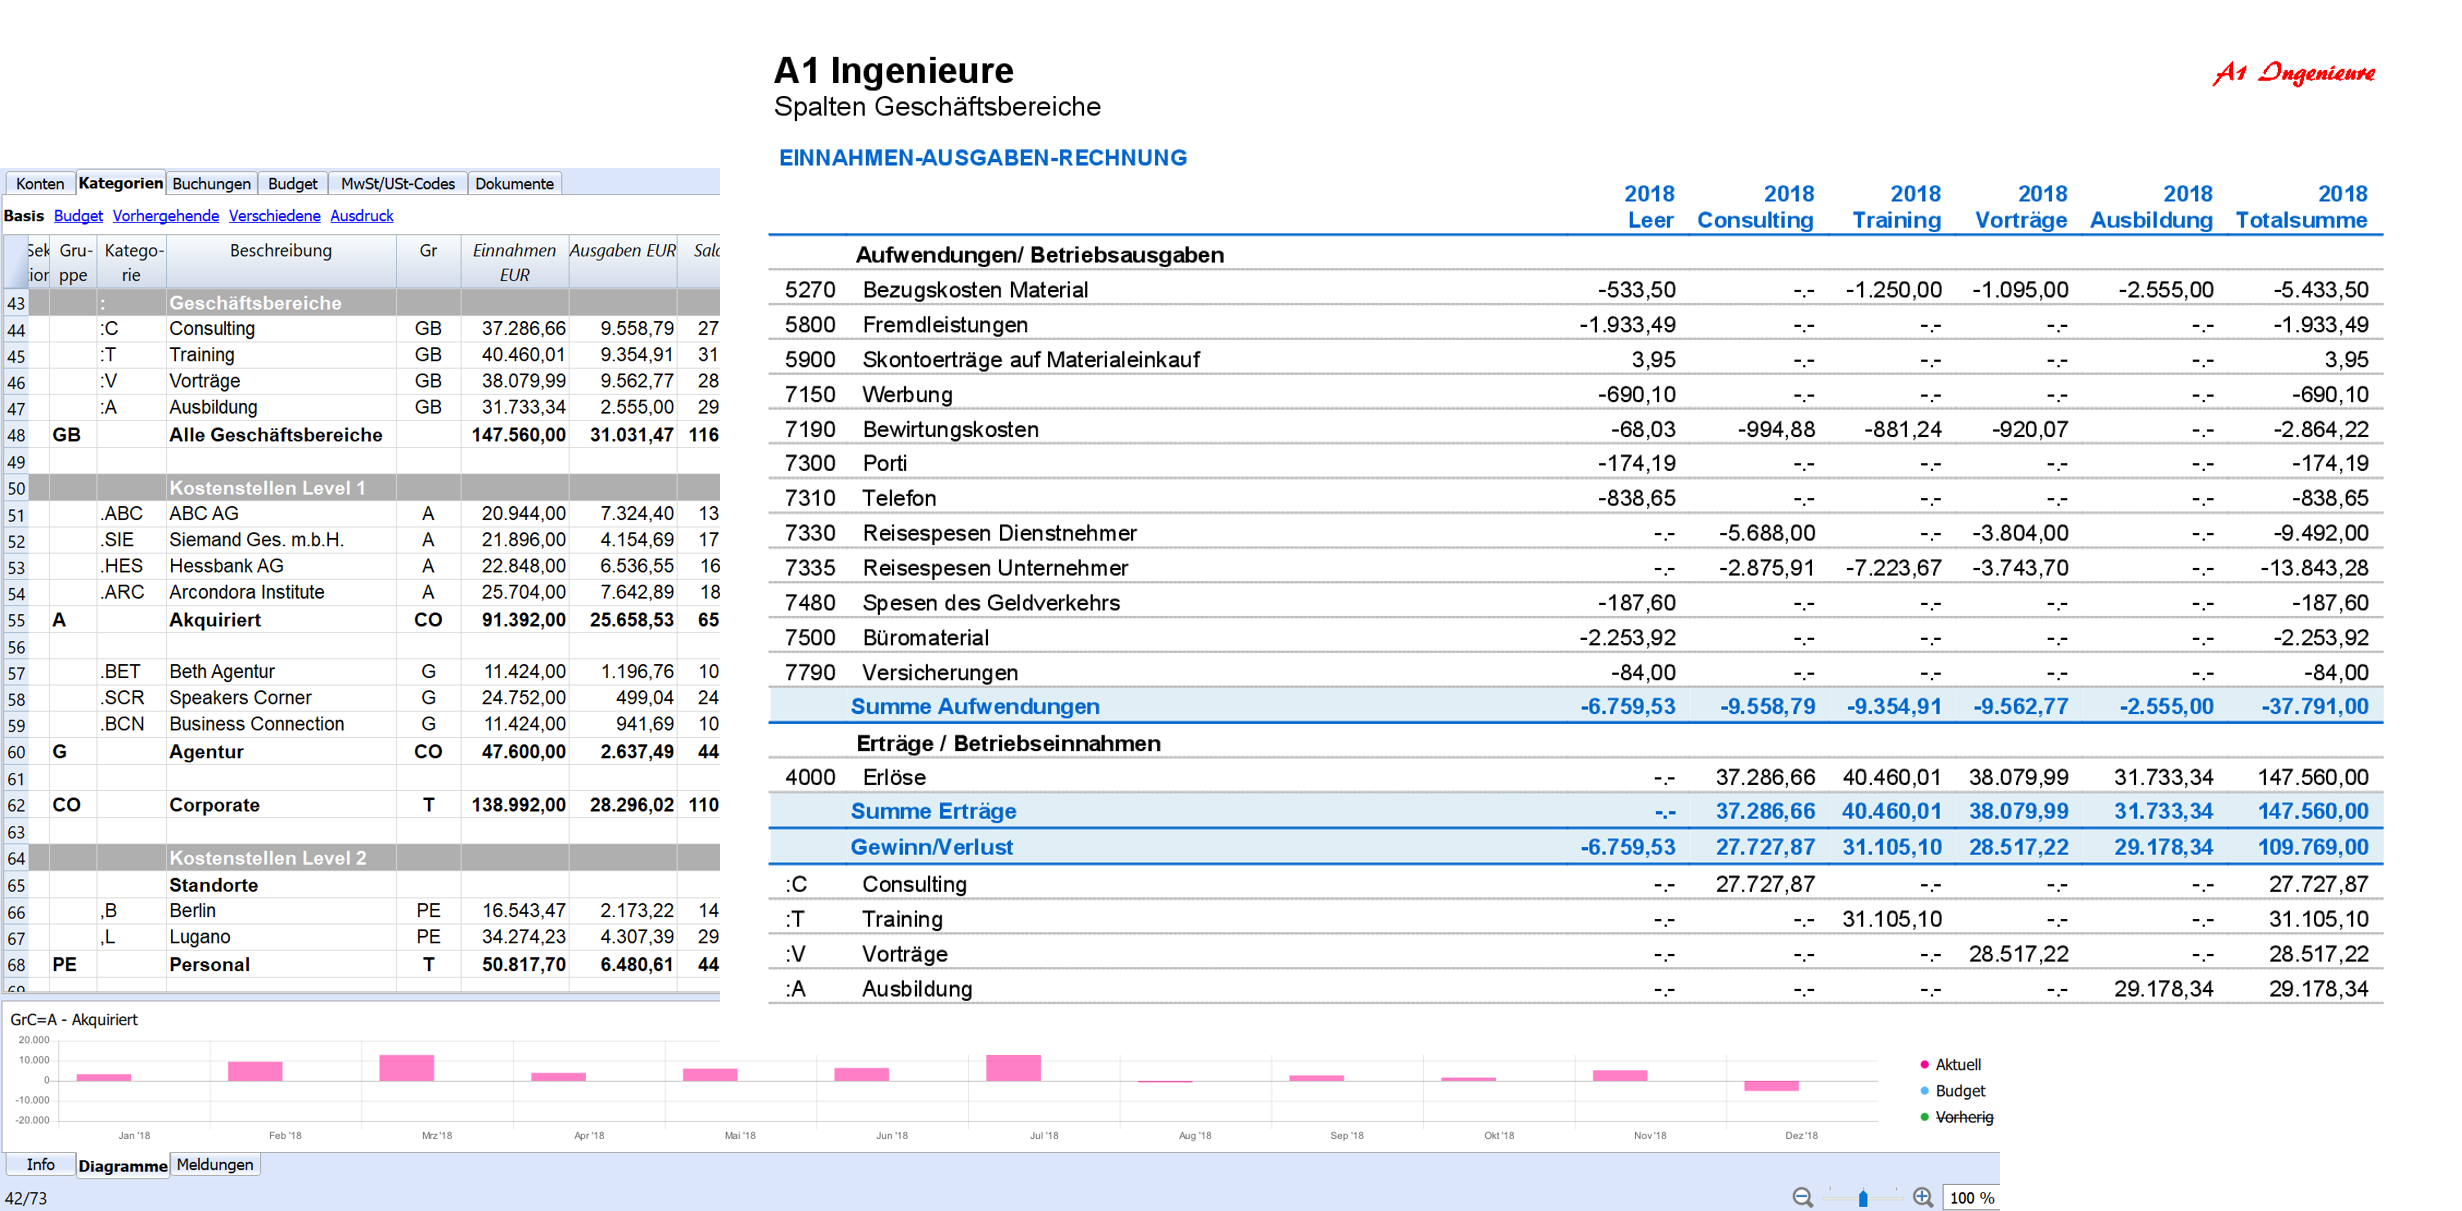 Konten Kategorien Buchungen Budget MwSt/USt-Codes Dokumente
Basis Budget Vorhergehende Verschiedene Ausdruck
Gru-ppe Katego-rie Beschreibung Gr Einnahmen EUR Ausgaben EUR
43 : Geschäftsbereiche
44 :C Consulting GB 37.286,66 9.558,79 27
45 :T Training GB 40.460,01 9.354,91 31
46 :V Vorträge GB 38.079,99 9.562,77 28
47 :A Ausbildung GB 31.733,34 2.555,00 29
48 GB Alle Geschäftsbereiche 147.560,00 31.031,47 116
49
50 Kostenstellen Level 1
51 .ABC ABC AG A 20.944,00 7.324,40 13
52 .SIE Siemand Ges. m.b.H. A 21.896,00 4.154,69 17
53 .HES Hessbank AG A 22.848,00 6.536,55 16
54 .ARC Arcondora Institute A 25.704,00 7.642,89 18
55 A Akquiriert CO 91.392,00 25.658,53 65
56
57 .BET Beth Agentur G 11.424,00 1.196,76 10
58 .SCR Speakers Corner G 24.752,00 499,04 24
59 .BCN Business Connection G 11.424,00 941,69 10
60 G Agentur CO 47.600,00 2.637,49 44
61
62 CO Corporate T 138.992,00 28.296,02 110
63
64 Kostenstellen Level 2
65 Standorte
66 ,B Berlin PE 16.543,47 2.173,22 14
67 ,L Lugano PE 34.274,23 4.307,39 29
68 PE Personal T 50.817,70 6.480,61 44
A1 Ingenieure
A1 Ingenieure
Spalten Geschäftsbereiche
EINNAHMEN-AUSGABEN-RECHNUNG
2018 2018 2018 2018 2018 2018
Leer Consulting Training Vorträge Ausbildung Totalsumme
Aufwendungen/ Betriebsausgaben
5270 Bezugskosten Material -533,50 -.- -1.250,00 -1.095,00 -2.555,00 -5.433,50
5800 Fremdleistungen -1.933,49 -.- -.- -.- -.- -1.933,49
5900 Skontoerträge auf Materialeinkauf 3,95 -.- -.- -.- -.- 3,95
7150 Werbung -690,10 -.- -.- -.- -.- -690,10
7190 Bewirtungskosten -68,03 -994,88 -881,24 -920,07 -.- -2.864,22
7300 Porti -174,19 -.- -.- -.- -.- -174,19
7310 Telefon -838,65 -.- -.- -.- -.- -838,65
7330 Reisespesen Dienstnehmer -.- -5.688,00 -.- -3.804,00 -.- -9.492,00
7335 Reisespesen Unternehmer -.- -2.875,91 -7.223,67 -3.743,70 -.- -13.843,28
7480 Spesen des Geldverkehrs -187,60 -.- -.- -.- -.- -187,60
7500 Büromaterial -2.253,92 -.- -.- -.- -.- -2.253,92
7790 Versicherungen -84,00 -.- -.- -.- -.- -84,00
Summe Aufwendungen -6.759,53 -9.558,79 -9.354,91 -9.562,77 -2.555,00 -37.791,00
Erträge / Betriebseinnahmen
4000 Erlöse -.- 37.286,66 40.460,01 38.079,99 31.733,34 147.560,00
Summe Erträge -.- 37.286,66 40.460,01 38.079,99 31.733,34 147.560,00
Gewinn/Verlust -6.759,53 27.727,87 31.105,10 28.517,22 29.178,34 109.769,00
:C Consulting -.- 27.727,87 -.- -.- -.- 27.727,87
:T Training -.- -.- 31.105,10 -.- -.- 31.105,10
:V Vorträge -.- -.- -.- 28.517,22 -.- 28.517,22
:A Ausbildung -.- -.- -.- -.- 29.178,34 29.178,34
GrC=A - Akquiriert
20.000
10.000
0
-10.000
-20.000
Jan '18 Feb '18 Mrz'18 Apr '18 Mai '18 Jun '18 Jul '18 Aug '18 Sep '18 Okt '18 Nov '18 Dez '18
Aktuell
Budget
Vorherig
Info Diagramme Meldungen
42/73
100 %